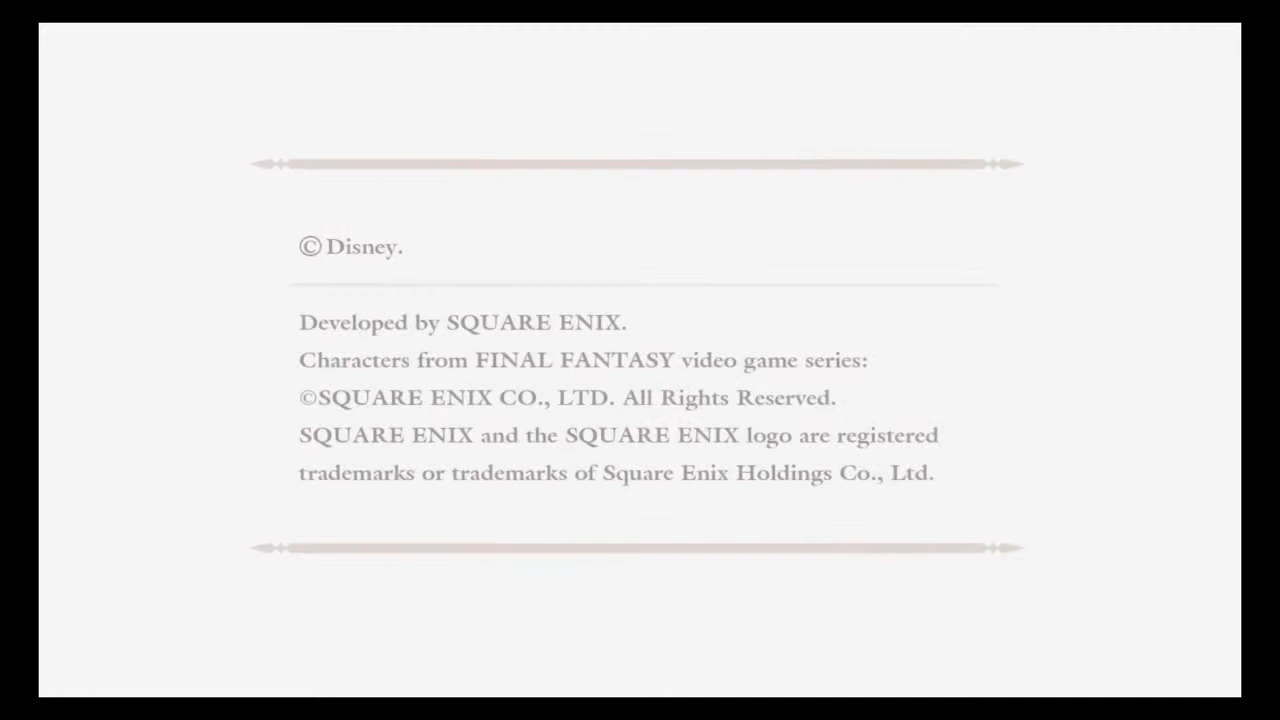 © Disney.
Developed by SQUARE ENIX.
Characters from FINAL FANTASY video game series:
©SQUARE ENIX CO., LTD. All Rights Reserved.
SQUARE ENIX and the SQUARE ENIX logo are registered
trademarks or trademarks of Square Enix Holdings Co., Ltd.